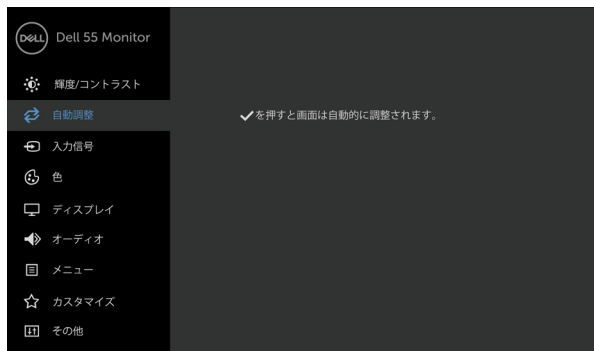 DELL
Dell 55 Monitor
輝度/コントラスト
自動調整
✓を押すと画面は自動的に調整されます。
入力信号
色
ディスプレイ
オーディオ
メニュー
カスタマイズ
その他